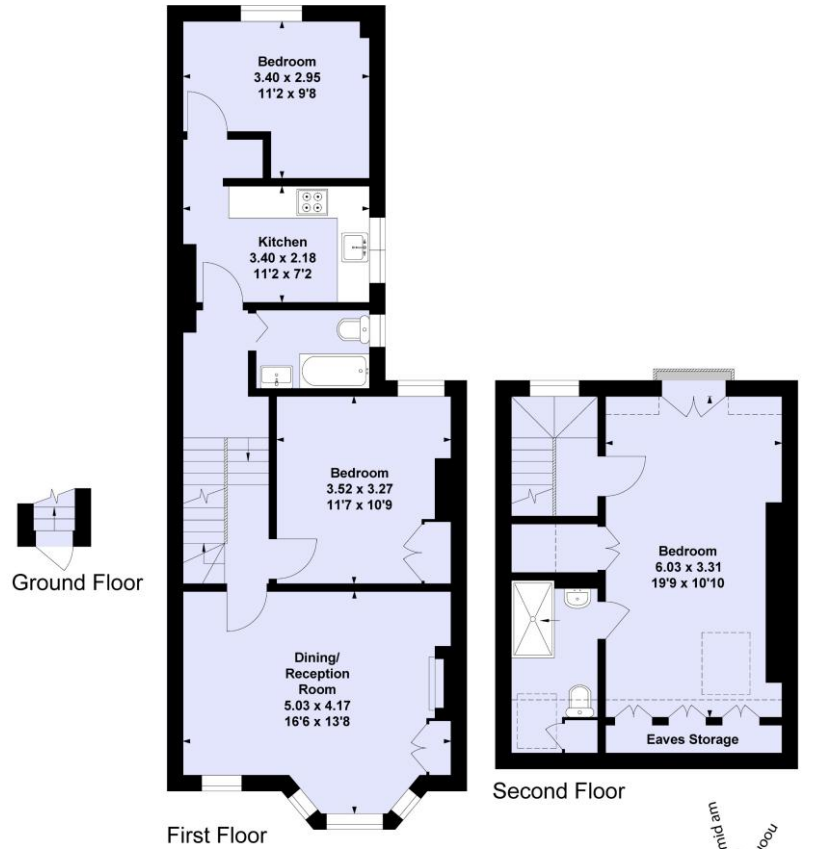 Bedroom
3.40 x 2.95
11'2 x 9'8
Kitchen
3.40 x 2.18
11'2 x 7'2
Bedroom
3.52 x 3.27
11'7 x 10'9
Ground Floor
Dining/
Reception
Room
5.03 x 4.17
16'6 x 13'8
First Floor
Bedroom
6.03 x 3.31
19'9 x 10'10
Eaves Storage
Second Floor
mid am